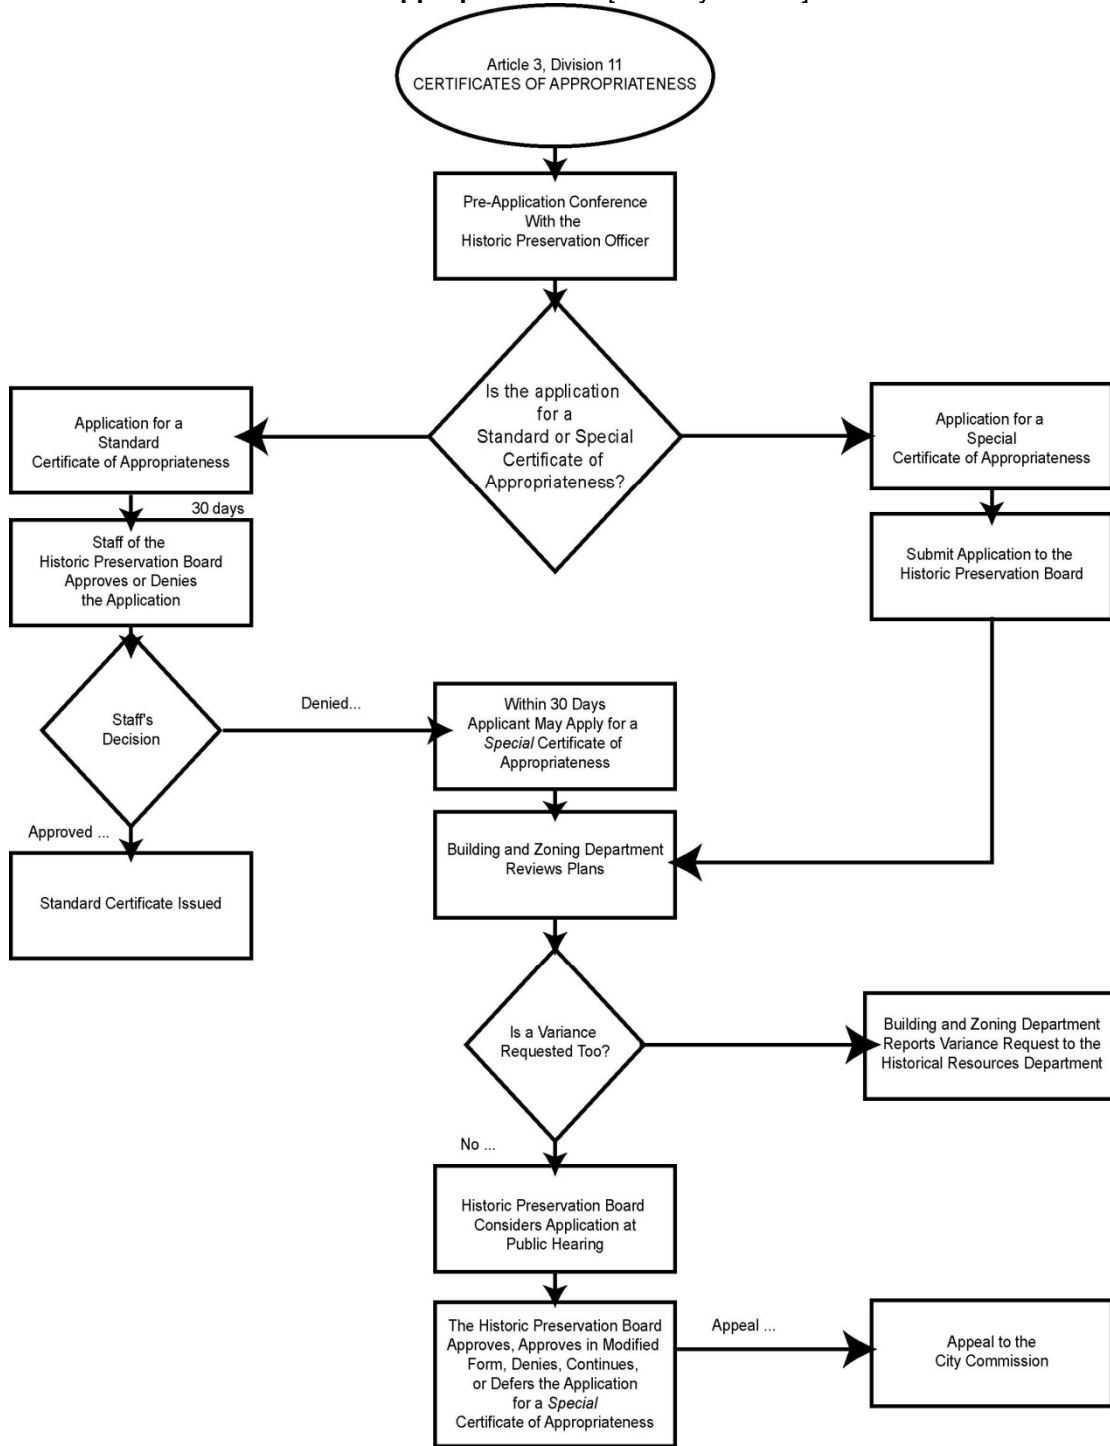 Article 3, Division 11
CERTIFICATES OF APPROPRIATENESS
Pre-Application Conference
With the
Historic Preservation Officer
Is the application
for a
Standard or Special
Certificate of
Appropriateness?
Application for a
Standard
Certificate of Appropriateness
Application for a
Special
Certificate of Appropriateness
30 days
Staff of the
Historic Preservation Board
Approves or Denies
the Application
Submit Application to the
Historic Preservation Board
Staff's
Decision
Denied...
Within 30 Days
Applicant May Apply for a
Special Certificate of
Appropriateness
Approved ...
Standard Certificate Issued
Building and Zoning Department
Reviews Plans
Is a Variance
Requested Too?
Building and Zoning Department
Reports Variance Request to the
Historical Resources Department
No ...
Historic Preservation Board
Considers Application at
Public Hearing
The Historic Preservation Board
Approves, Approves in Modified
Form, Denies, Continues,
or Defers the Application
for a Special
Certificate of Appropriateness
Appeal ...
Appeal to the
City Commission